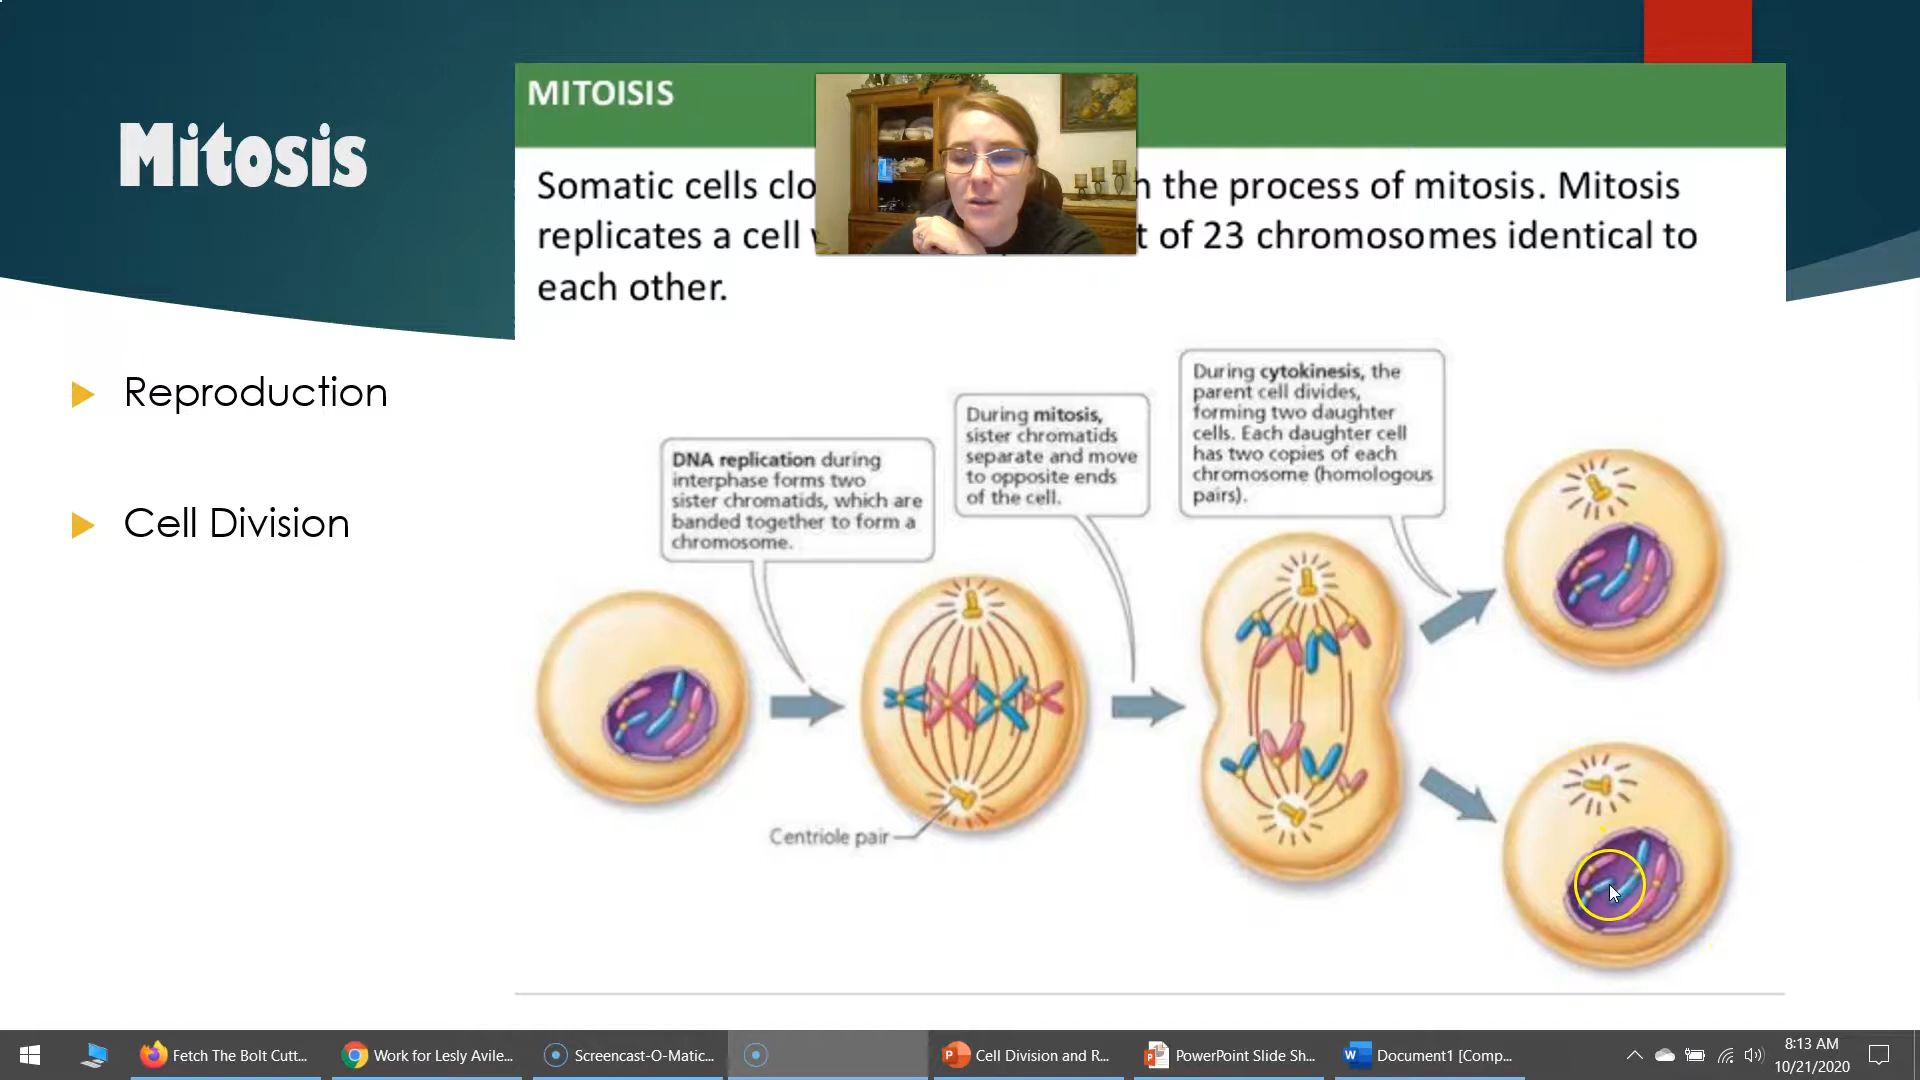 Mitosis
Reproduction
Cell Division
MITOISIS
Somatic cells clo
h the process of mitosis. Mitosis
replicates a cell
t of 23 chromosomes identical to
each other.
DNA replication during
interphase forms two
sister chromatids, which are
banded together to form a
chromosome.
During mitosis,
sister chromatids
separate and move
to opposite ends
of the cell.
During cytokinesis, the
parent cell divides,
forming two daughter
cells. Each daughter cell
has two copies of each
chromosome (homologous
pairs).
Centriole pair
Fetch The Bolt Cutt...
Work for Lesly Avile...
Screencast-O-Matic...
Cell Division and R...
PowerPoint Slide Sh...
Document1 [Comp...
8:13 AM
10/21/2020